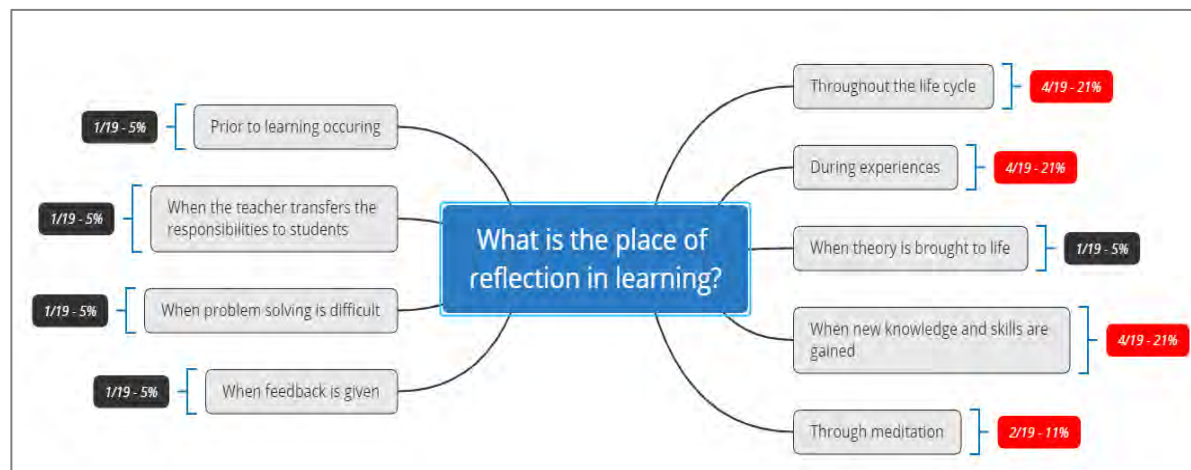 What is the place of
reflection in learning?
Prior to learning occuring
1/19 - 5%
When the teacher transfers the
responsibilities to students
1/19 - 5%
When problem solving is difficult
1/19 - 5%
When feedback is given
1/19 - 5%
Throughout the life cycle
4/19 - 21%
During experiences
4/19 - 21%
When theory is brought to life
1/19 - 5%
When new knowledge and skills are
gained
4/19 - 21%
Through meditation
2/19 - 11%